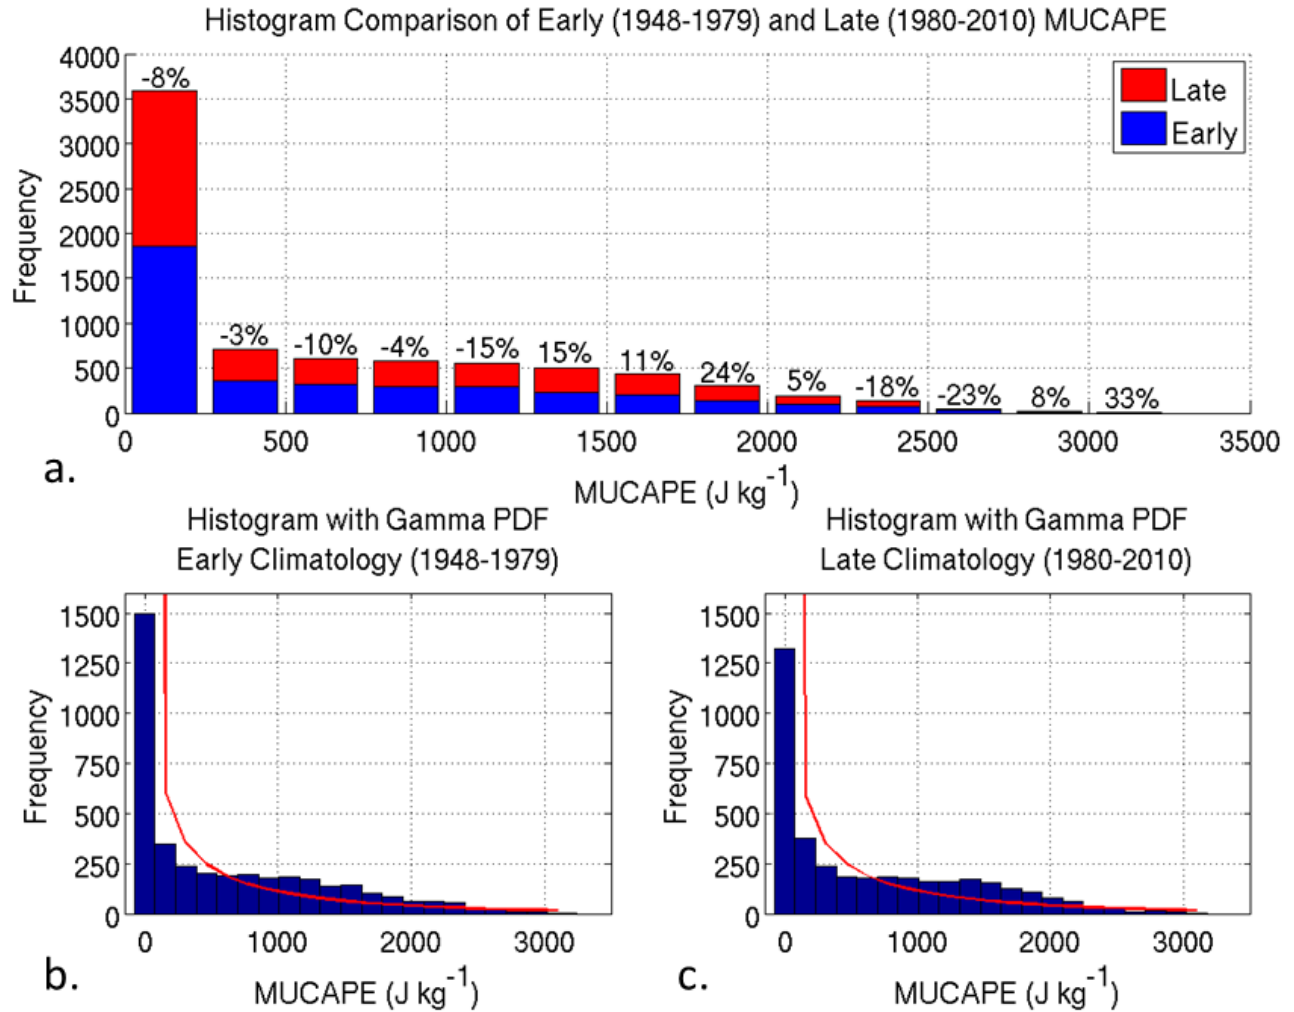 Histogram Comparison of Early (1948-1979) and Late (1980-2010) MUCAPE
4000
3500
3000
2500
2000
1500
1000
500
0
Frequency
-8%
-3%
-10%
-4%
-15%
15%
11%
24%
5%
-18%
-23%
8%
33%
Late
Early
0 500 1000 1500 2000 2500 3000 3500
MUCAPE (J kg-1)
a.
Histogram with Gamma PDF
Early Climatology (1948-1979)
1500
1250
1000
750
500
250
0
Frequency
0 1000 2000 3000
MUCAPE (J kg-1)
b.
Histogram with Gamma PDF
Late Climatology (1980-2010)
1500
1250
1000
750
500
250
0
Frequency
0 1000 2000 3000
MUCAPE (J kg-1)
c.